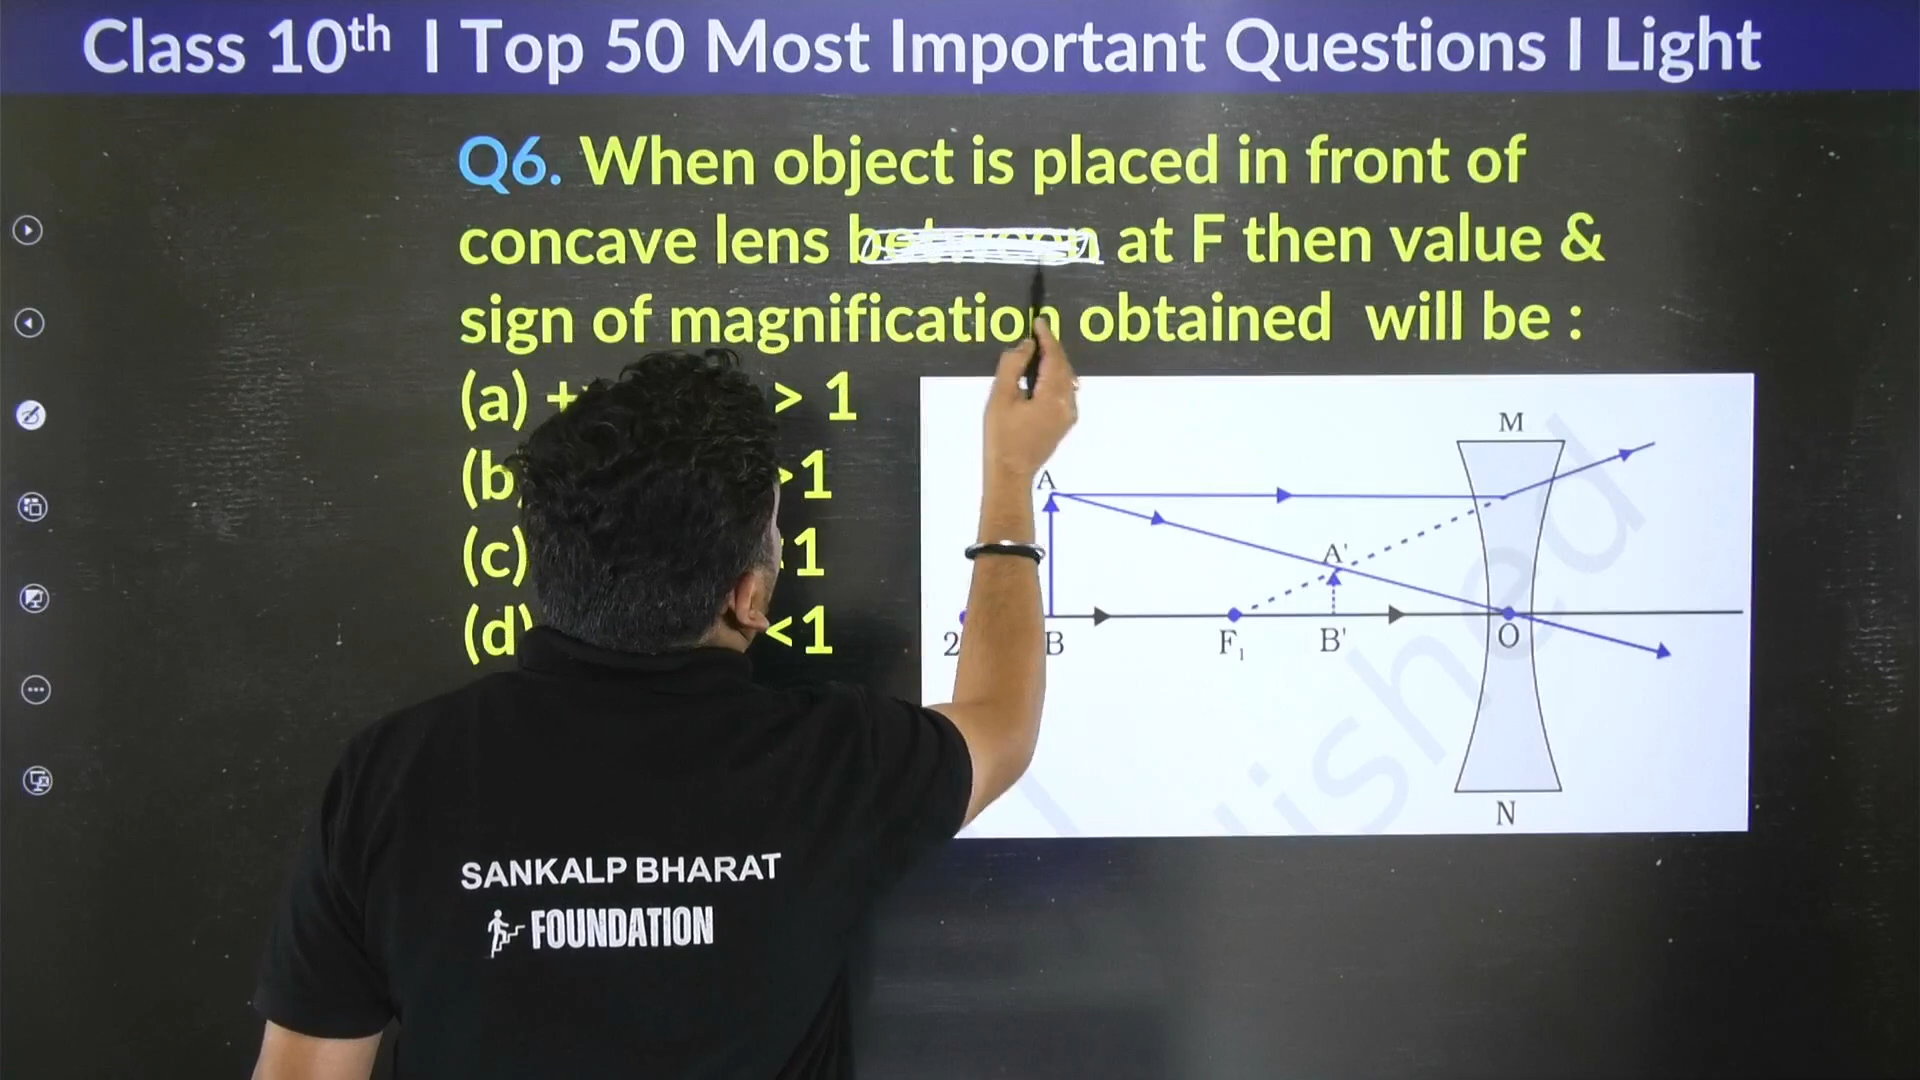 Class 10th I Top 50 Most Important Questions I Light
Q6. When object is placed in front of
concave lens between at F then value &
sign of magnification obtained will be :
(a) + > 1
(b) >1
(c) 1
(d) <1
M
A
A'
2 B F₁ B' O
N
SANKALP BHARAT
FOUNDATION